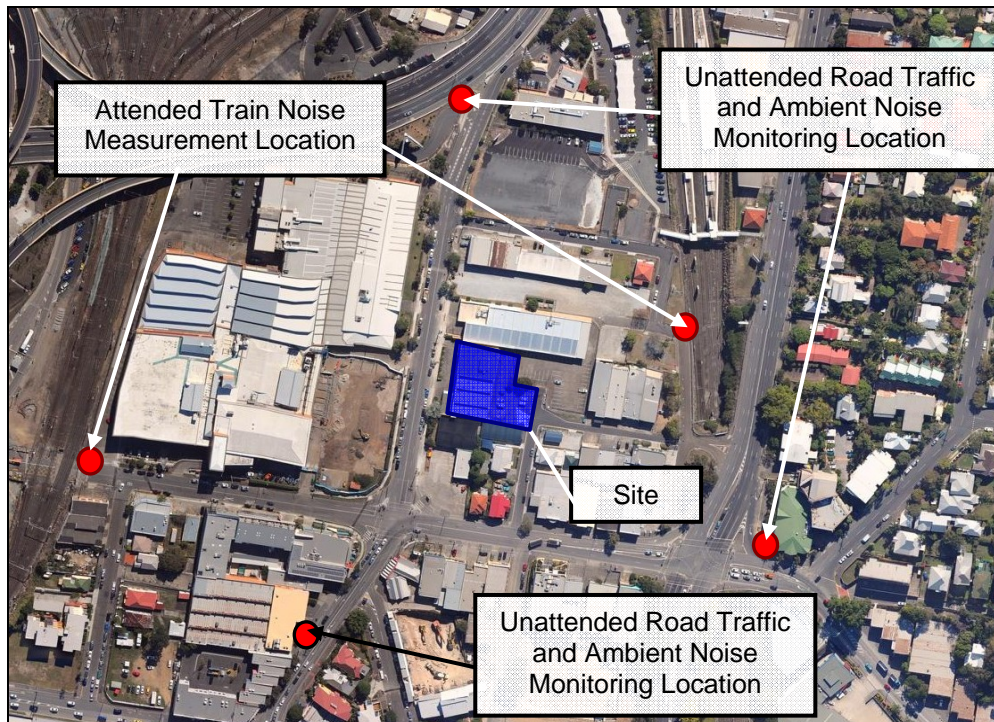 Unattended Road Traffic
and Ambient Noise
Monitoring Location
Attended Train Noise
Measurement Location
Site
Unattended Road Traffic
and Ambient Noise
Monitoring Location